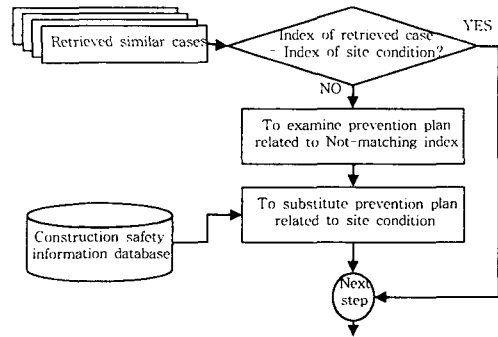 Retrieved similar cases
Index of retrieved case
- Index of site condition?
YES
NO
To examine prevention plan
related to Not-matching index
To substitute prevention plan
related to site condition
Construction safety
information database
Next
step